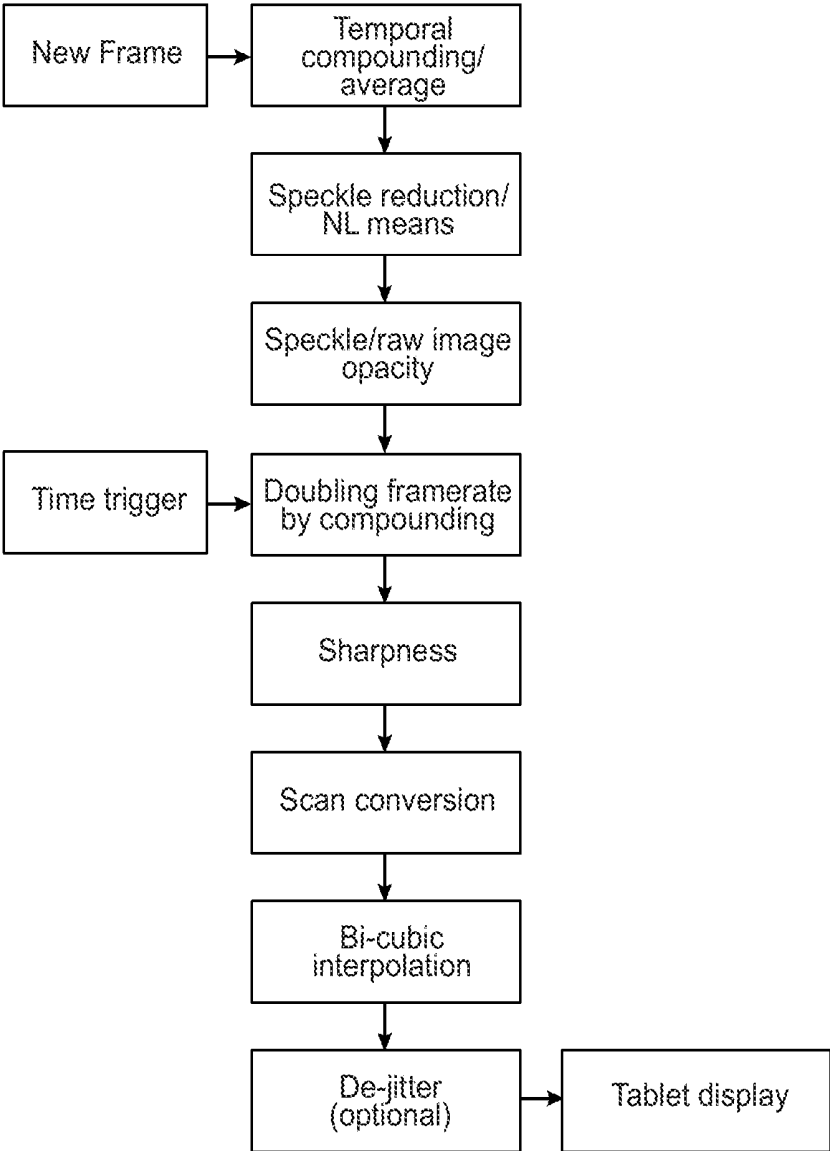 New Frame
Temporal
compounding/
average
Speckle reduction/
NL means
Speckle/raw image
opacity
Time trigger
Doubling framerate
by compounding
Sharpness
Scan conversion
Bi-cubic
interpolation
De-jitter
(optional)
Tablet display